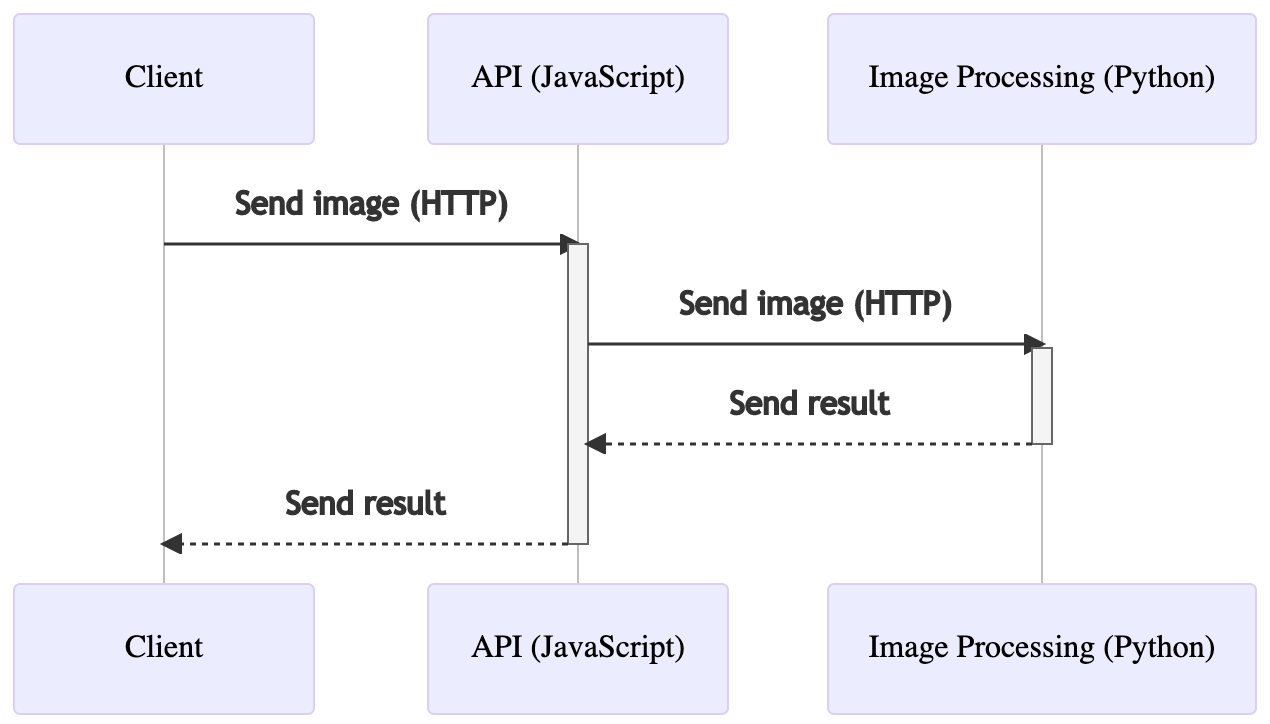 Client
API (JavaScript)
Image Processing (Python)
Send image (HTTP)
Send image (HTTP)
Send result
Send result
Client
API (JavaScript)
Image Processing (Python)